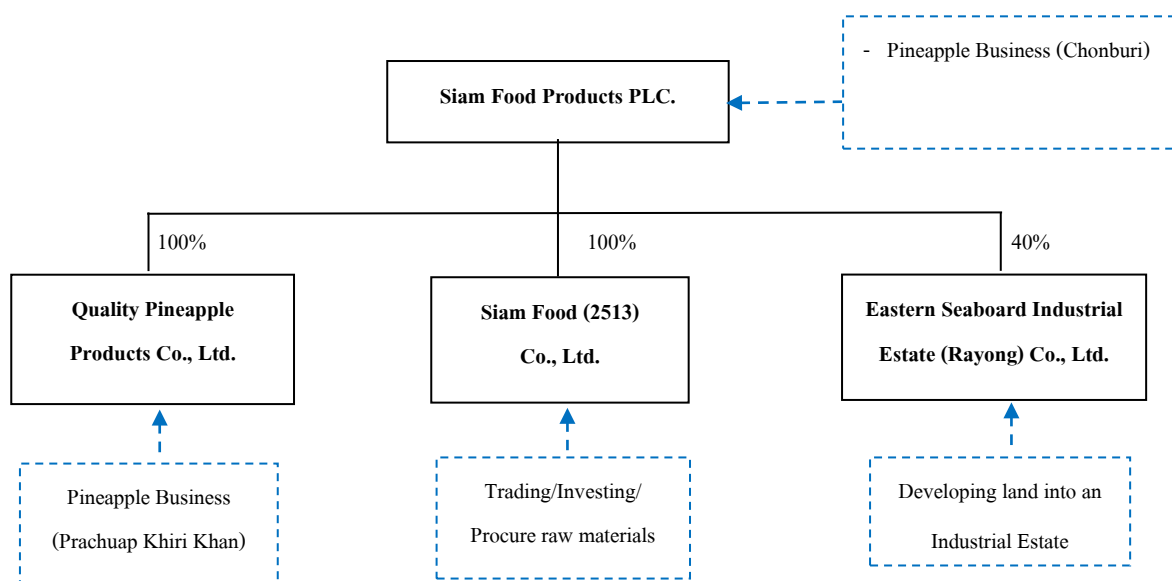 - Pineapple Business (Chonburi)
Siam Food Products PLC.
100%
100%
40%
Quality Pineapple
Products Co., Ltd.
Siam Food (2513)
Co., Ltd.
Eastern Seaboard Industrial
Estate (Rayong) Co., Ltd.
Pineapple Business
(Prachuap Khiri Khan)
Trading/Investing/
Procure raw materials
Developing land into an
Industrial Estate